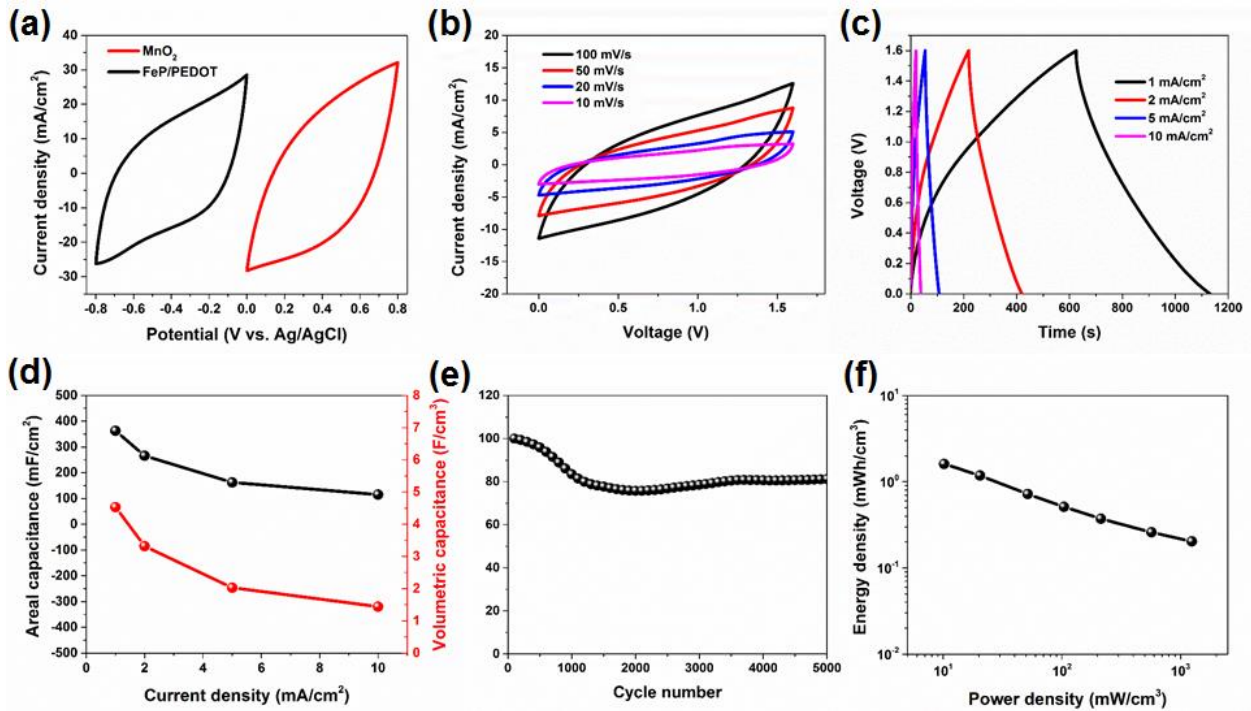 (a)
MnO₂
FeP/PEDOT
Current density (mA/cm²)
40
30
20
10
0
-10
-20
-30
-0.8 -0.6 -0.4 -0.2 0.0 0.2 0.4 0.6 0.8
Potential (V vs. Ag/AgCl)
(b)
100 mV/s
50 mV/s
20 mV/s
10 mV/s
Current density (mA/cm²)
25
20
15
10
5
0
-5
-10
-15
-20
0.0 0.5 1.0 1.5
Voltage (V)
(c)
1 mA/cm²
2 mA/cm²
5 mA/cm²
10 mA/cm²
Voltage (V)
1.8
1.6
1.4
1.2
1.0
0.8
0.6
0.4
0.2
0.0
0 200 400 600 800 1000 1200
Time (s)
(d)
Areal capacitance (mF/cm²)
500
400
300
200
100
0
-100
-200
-300
-400
-500
0 2 4 6 8 10
Current density (mA/cm²)
8
7
6
5
4
3
2
1
0
Volumetric capacitance (F/cm³)
(e)
120
100
80
60
40
20
0
0 1000 2000 3000 4000 5000
Cycle number
(f)
Energy density (mWh/cm³)
10¹
10⁰
10⁻¹
10⁻²
10¹ 10² 10³
Power density (mW/cm³)